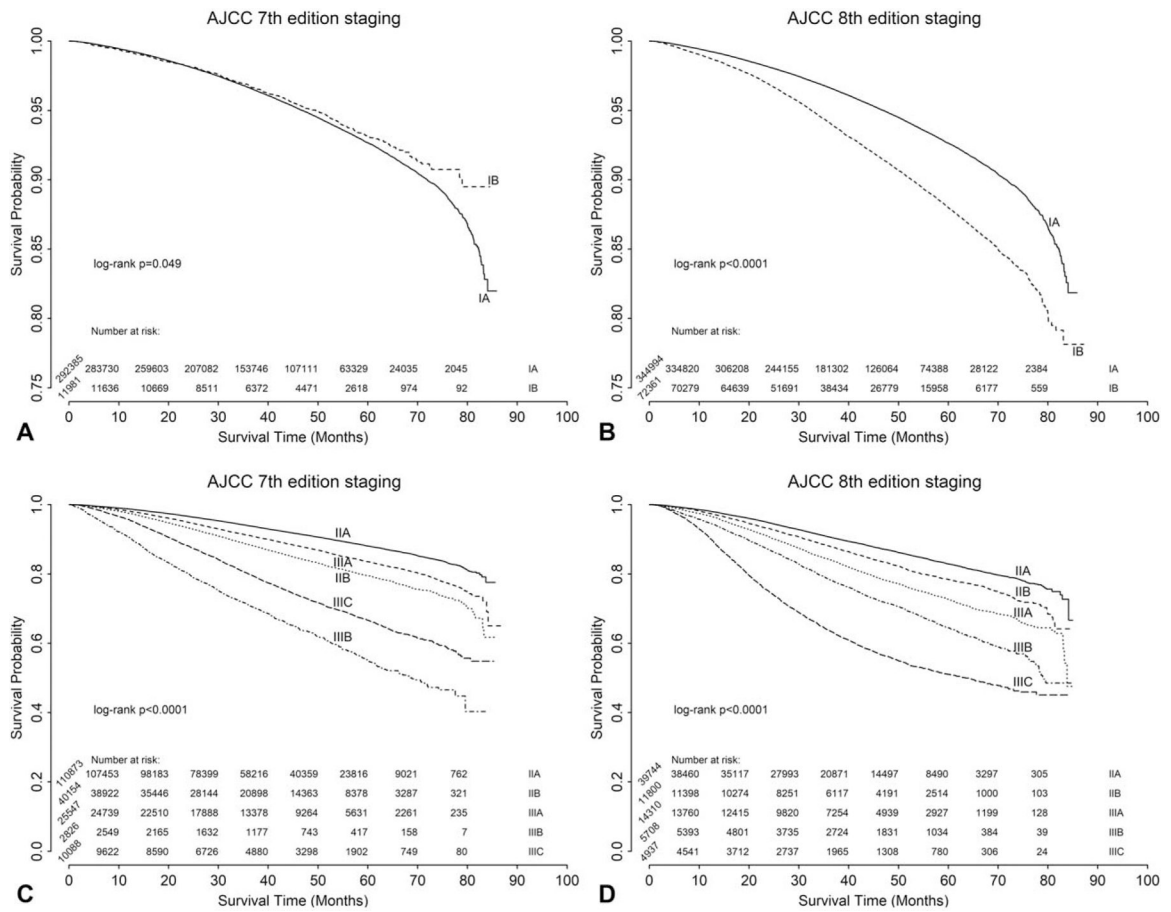 AJCC 7th edition staging
Survival Probability
1.00
0.95
0.90
0.85
0.80
0.75
IB
IA
log-rank p=0.049
Number at risk:
292385 283730 259603 207082 153746 107111 63329 24035 2045 IA
11981 11636 10669 8511 6372 4471 2618 974 92 IB
0 10 20 30 40 50 60 70 80 90 100
Survival Time (Months)
A
AJCC 8th edition staging
Survival Probability
1.00
0.95
0.90
0.85
0.80
0.75
IA
IB
log-rank p<0.0001
Number at risk:
344994 334820 306208 244155 181302 126064 74388 28122 2384 IA
72361 70279 64639 51691 38434 26779 15958 6177 559 IB
0 10 20 30 40 50 60 70 80 90 100
Survival Time (Months)
B
AJCC 7th edition staging
Survival Probability
1.0
0.8
0.6
0.4
0.2
0.0
IIA
IIIA
IIB
IIIC
IIIB
log-rank p<0.0001
Number at risk:
110873 107453 98183 78399 58216 40359 23816 9021 762 IIA
40154 38922 35446 28144 20898 14363 8378 3287 321 IIB
25547 24739 22510 17888 13378 9264 5631 2261 235 IIIA
2826 2549 2165 1632 1177 743 417 158 7 IIIB
10088 9622 8590 6726 4880 3298 1902 749 80 IIIC
0 10 20 30 40 50 60 70 80 90 100
Survival Time (Months)
C
AJCC 8th edition staging
Survival Probability
1.0
0.8
0.6
0.4
0.2
0.0
IIA
IIB
IIIA
IIIB
IIIC
log-rank p<0.0001
Number at risk:
39744 38460 35117 27993 20871 14497 8490 3297 305 IIA
11800 11398 10274 8251 6117 4191 2514 1000 103 IIB
14310 13760 12415 9820 7254 4939 2927 1199 128 IIIA
5708 5393 4801 3735 2724 1831 1034 384 39 IIIB
4937 4541 3712 2737 1965 1308 780 306 24 IIIC
0 10 20 30 40 50 60 70 80 90 100
Survival Time (Months)
D